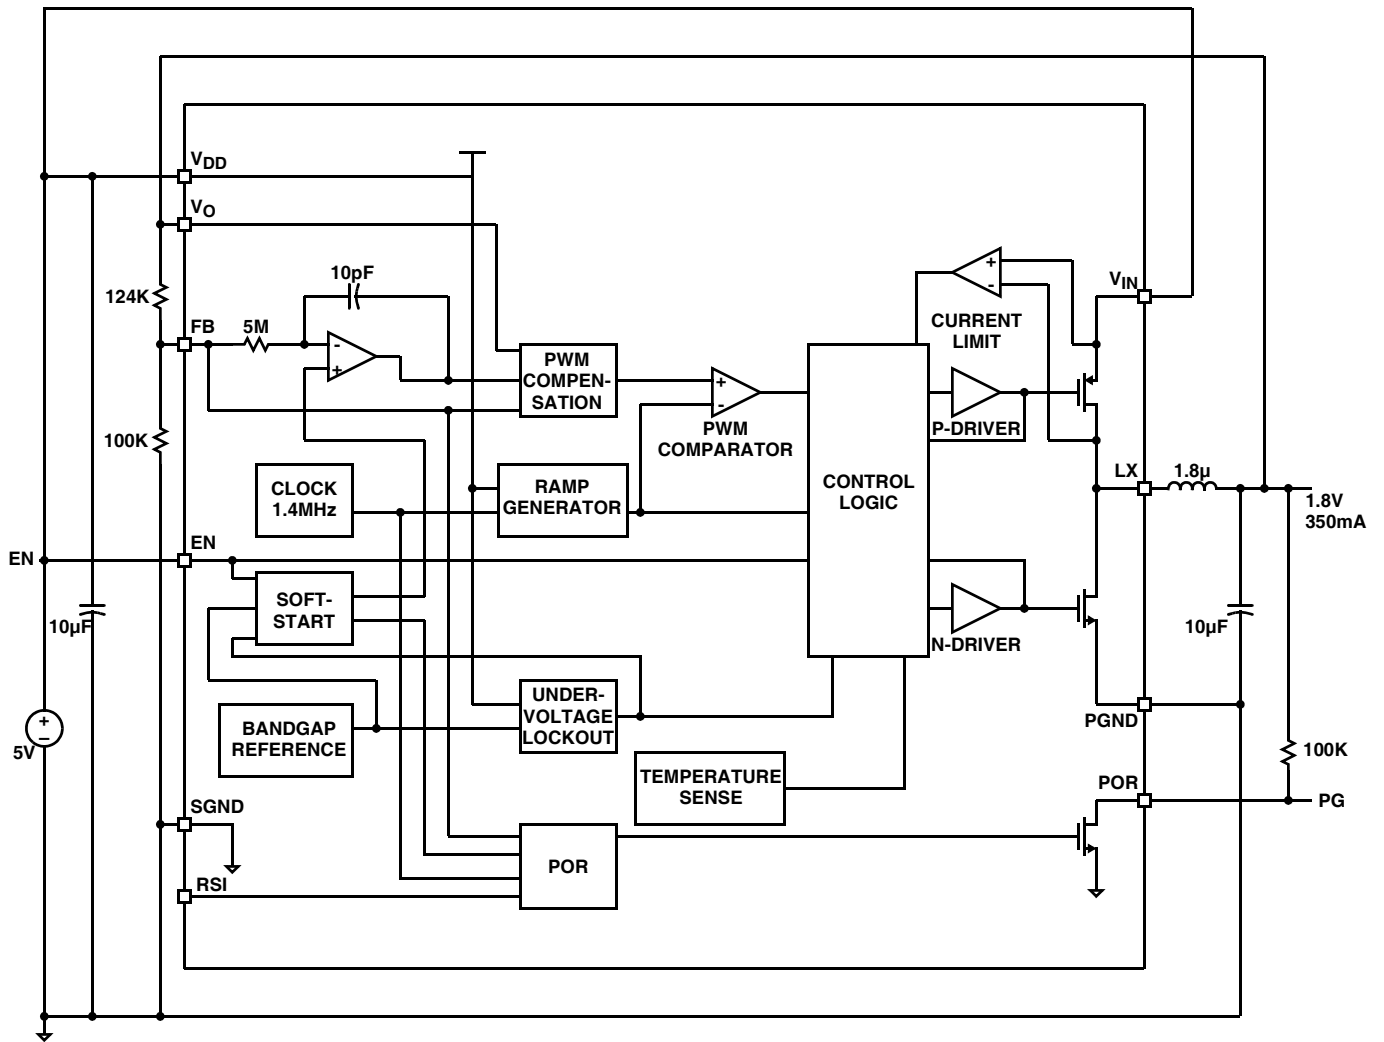 VDD
VO
10pF
124K
FB
5M
-
+
PWM
COMPEN-
SATION
+
-
PWM
COMPARATOR
+
-
CURRENT
LIMIT
VIN
P-DRIVER
100K
CLOCK
1.4MHz
RAMP
GENERATOR
CONTROL
LOGIC
LX
1.8µ
1.8V
350mA
EN
EN
SOFT-
START
10µF
N-DRIVER
10µF
+
–
5V
BANDGAP
REFERENCE
UNDER-
VOLTAGE
LOCKOUT
PGND
TEMPERATURE
SENSE
100K
POR
PG
SGND
RSI
POR